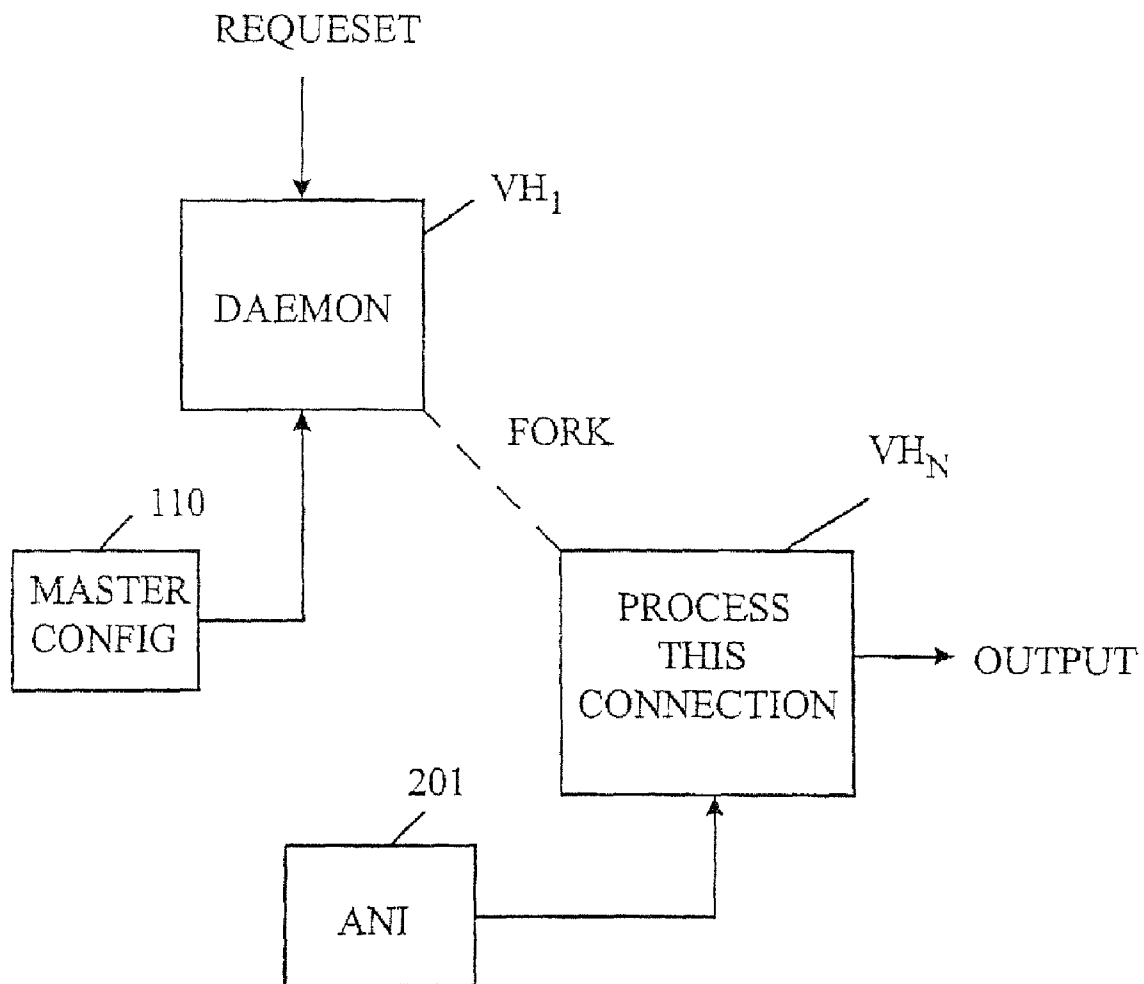 REQUESET
VH1
DAEMON
FORK
VHN
110
MASTER
CONFIG
PROCESS
THIS
CONNECTION
OUTPUT
201
ANI